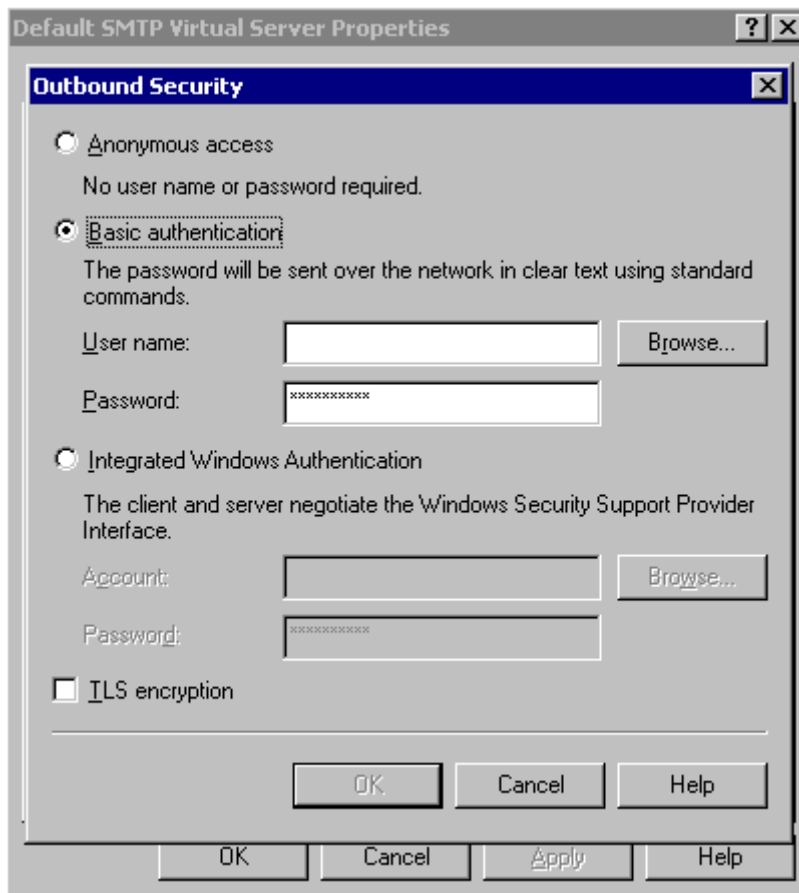 Default SMTP Virtual Server Properties
Outbound Security
Anonymous access
No user name or password required.
Basic authentication
The password will be sent over the network in clear text using standard
commands.
User name:
Browse...
Password:
**********
Integrated Windows Authentication
The client and server negotiate the Windows Security Support Provider
Interface.
Account:
Browse...
Password:
**********
TLS encryption
OK
Cancel
Help
OK
Cancel
Apply
Help